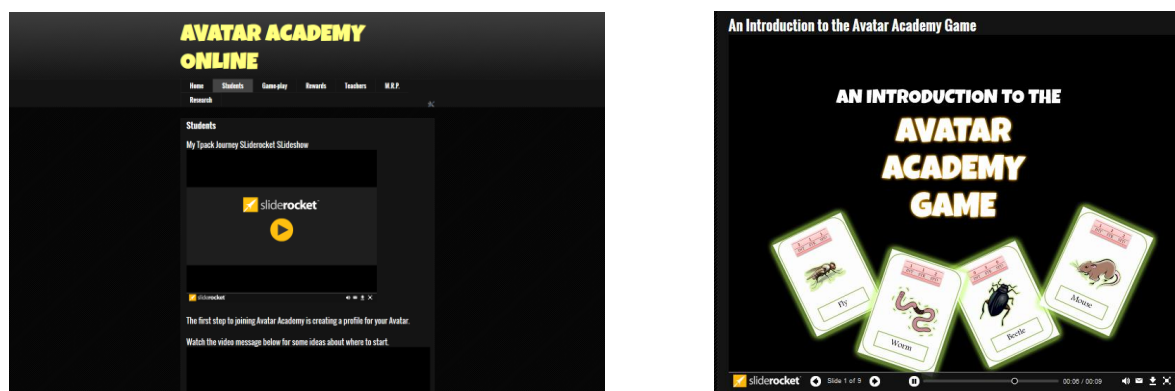 AVATAR ACADEMY
ONLINE
Home Students Game-play Rewards Teachers M.R.P.
Research
Students
My Tpack Journey SLiderocket SLideshow
sliderocket
sliderocket
The first step to joining Avatar Academy is creating a profile for your Avatar.
Watch the video message below for some ideas about where to start.
An Introduction to the Avatar Academy Game
AN INTRODUCTION TO THE
AVATAR
ACADEMY
GAME
Fly
Worm
Beetle
Mouse
sliderocket Slide 1 of 9 00:06 / 00:09